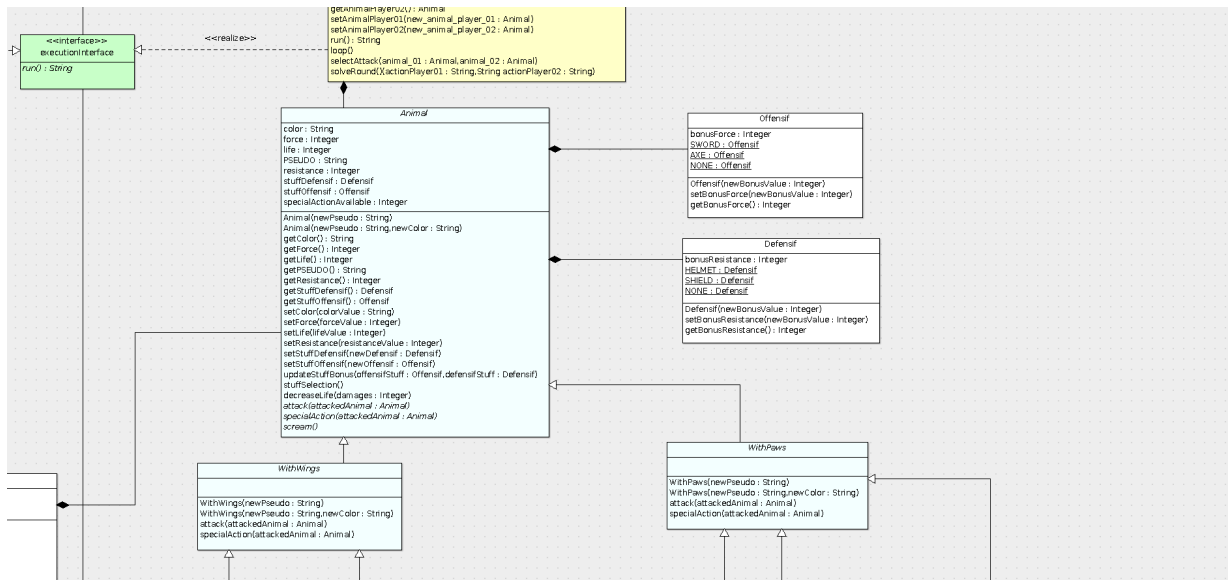 getAnimalPlayer02() : Animal
setAnimalPlayer01(new_animal_player_01 : Animal)
setAnimalPlayer02(new_animal_player_02 : Animal)
run() : String
loop()
selectAttack(animal_01 : Animal,animal_02 : Animal)
solveRound()(actionPlayer01 : String,String actionPlayer02 : String)
<<interface>>
executionInterface
run() : String
<<realize>>
Animal
color : String
force : Integer
life : Integer
PSEUDO : String
resistance : Integer
stuffDefensif : Defensif
stuffOffensif : Offensif
specialActionAvailable : Integer
Animal(newPseudo : String)
Animal(newPseudo : String,newColor : String)
getColor() : String
getForce() : Integer
getLife() : Integer
getPSEUDO() : String
getResistance() : Integer
getStuffDefensif() : Defensif
getStuffOffensif() : Offensif
setColor(colorValue : String)
setForce(forceValue : Integer)
setLife(lifeValue : Integer)
setResistance(resistanceValue : Integer)
setStuffDefensif(newDefensif : Defensif)
setStuffOffensif(newOffensif : Offensif)
updateStuffBonus(offensifStuff : Offensif,defensifStuff : Defensif)
stuffSelection()
decreaseLife(damages : Integer)
attack(attackedAnimal : Animal)
specialAction(attackedAnimal : Animal)
scream()
Offensif
bonusForce : Integer
SWORD : Offensif
AXE : Offensif
NONE : Offensif
Offensif(newBonusValue : Integer)
setBonusForce(newBonusValue : Integer)
getBonusForce() : Integer
Defensif
bonusResistance : Integer
HELMET : Defensif
SHIELD : Defensif
NONE : Defensif
Defensif(newBonusValue : Integer)
setBonusResistance(newBonusValue : Integer)
getBonusResistance() : Integer
WithWings
WithWings(newPseudo : String)
WithWings(newPseudo : String,newColor : String)
attack(attackedAnimal : Animal)
specialAction(attackedAnimal : Animal)
WithPaws
WithPaws(newPseudo : String)
WithPaws(newPseudo : String,newColor : String)
attack(attackedAnimal : Animal)
specialAction(attackedAnimal : Animal)